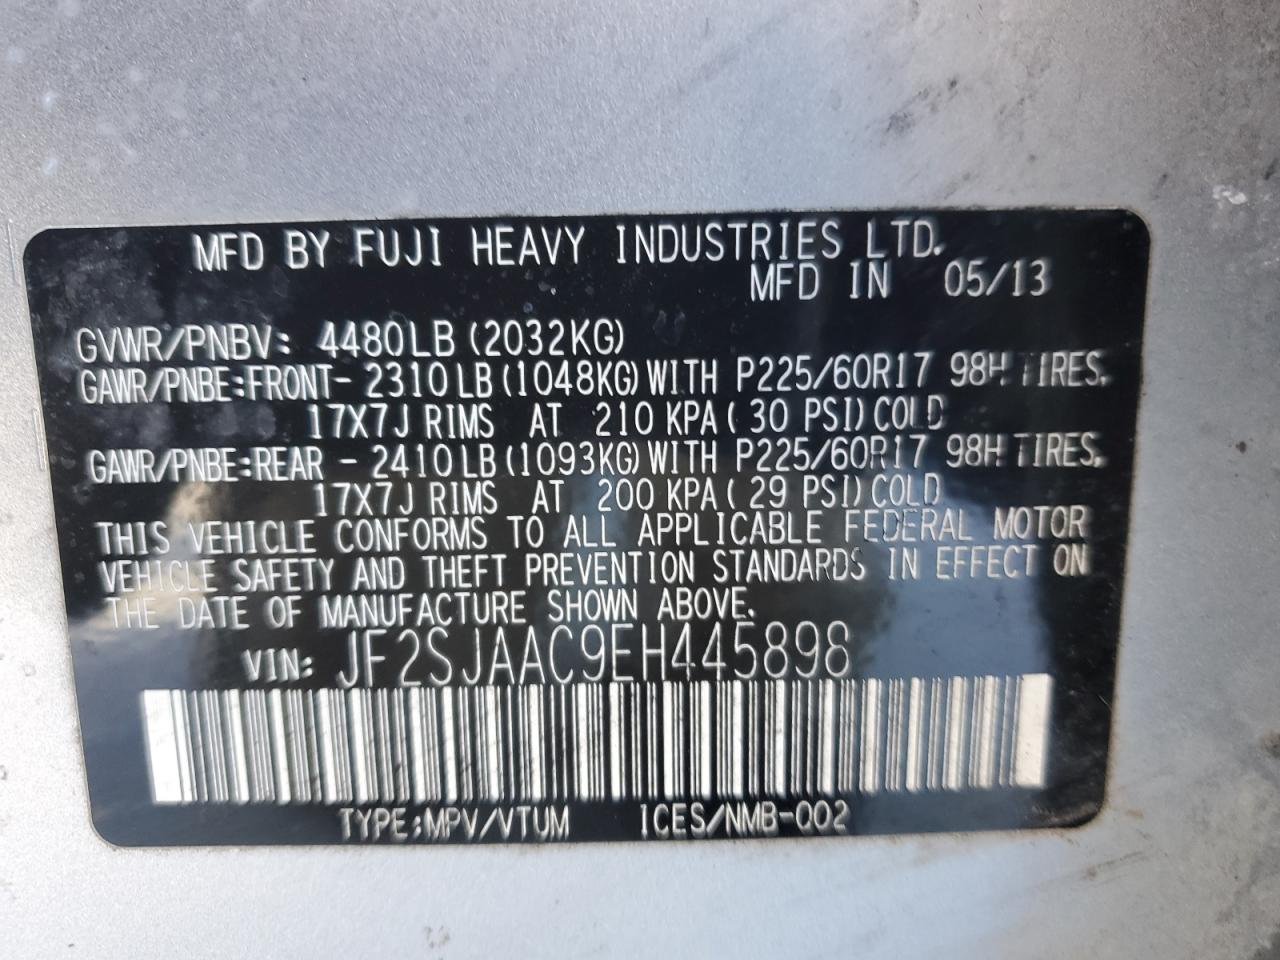 MFD BY FUJI HEAVY INDUSTRIES LTD.
MFD IN 05/13
GVWR/PNBV: 4480LB (2032KG)
GAWR/PNBE:FRONT- 2310LB(1048KG)WITH P225/60R17 98H TIRES.
17X7J RIMS AT 210 KPA( 30 PSI)COLD
GAWR/PNBE:REAR - 2410LB(1093KG)WITH P225/60R17 98H TIRES.
17X7J RIMS AT 200 KPA( 29 PSI)COLD
THIS VEHICLE CONFORMS TO ALL APPLICABLE FEDERAL MOTOR
VEHICLE SAFETY AND THEFT PREVENTION STANDARDS IN EFFECT ON
THE DATE OF MANUFACTURE SHOWN ABOVE.
VIN: JF2SJAAC9EH445898
TYPE:MPV/VTUM ICES/NMB-002